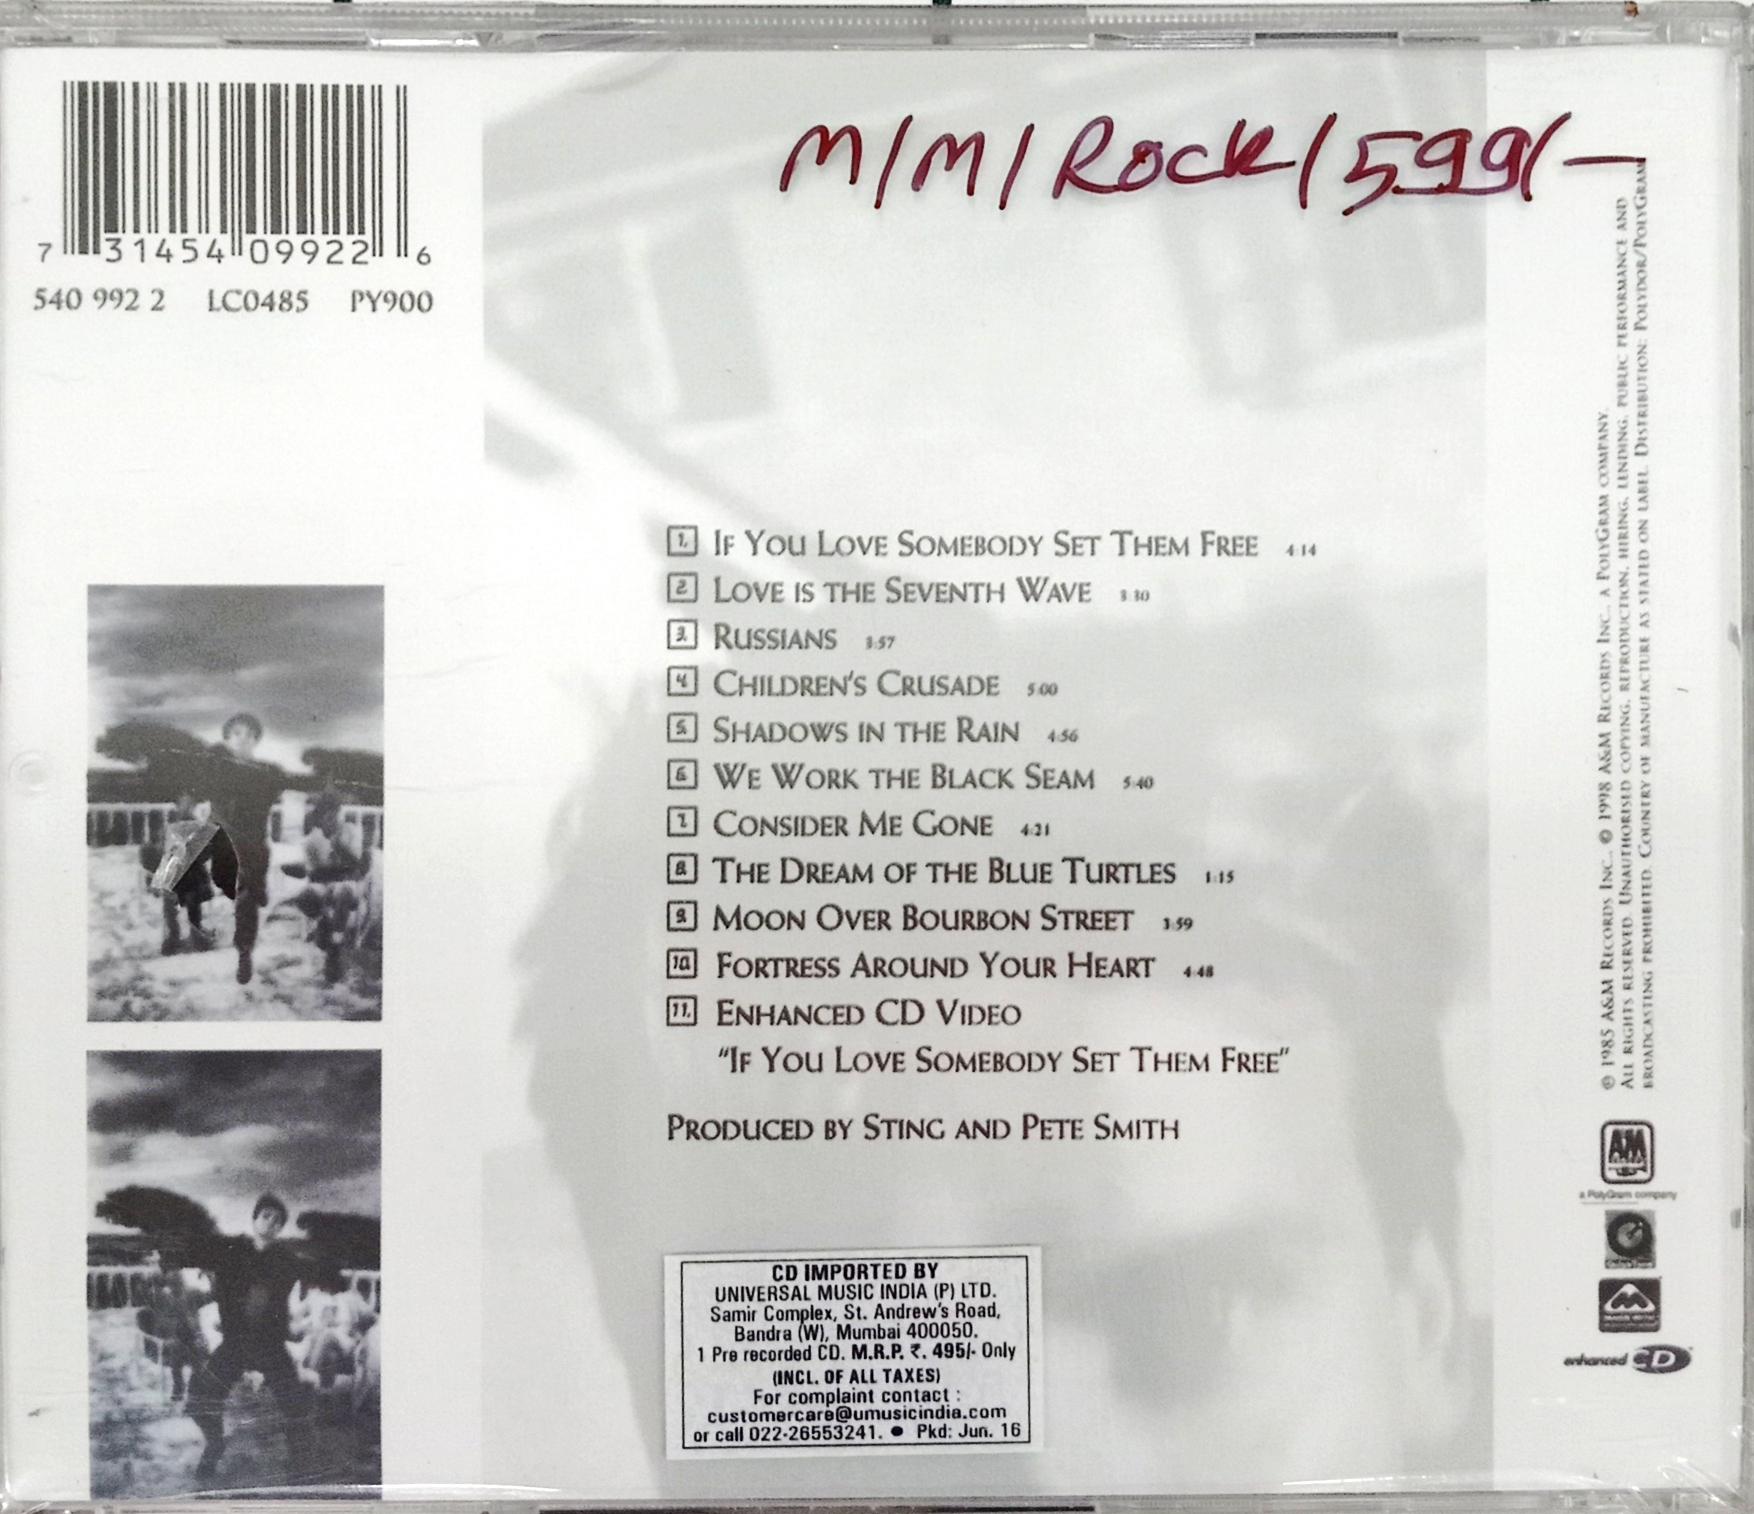 M/M/Rock/599/-
7 31454 09922 6
540 992 2 LC0485 PY900
1. If You Love Somebody Set Them Free 4:14
2. Love is the Seventh Wave 3:30
3. Russians 3:57
4. Children's Crusade 5:00
5. Shadows in the Rain 4:56
6. We Work the Black Seam 5:40
7. Consider Me Gone 4:21
8. The Dream of the Blue Turtles 1:15
9. Moon Over Bourbon Street 3:59
10. Fortress Around Your Heart 4:48
11. Enhanced CD Video
"If You Love Somebody Set Them Free"
Produced by Sting and Pete Smith
CD IMPORTED BY
UNIVERSAL MUSIC INDIA (P) LTD.
Samir Complex, St. Andrew's Road,
Bandra (W), Mumbai 400050.
1 Pre recorded CD. M.R.P. ₹. 495/- Only
(INCL. OF ALL TAXES)
For complaint contact :
customercare@umusicindia.com
or call 022-26553241. ● Pkd: Jun. 16
℗ 1985 A&M Records Inc.. © 1998 A&M Records Inc.. a PolyGram company.
All rights reserved. Unauthorised copying, reproduction, hiring, lending, public performance and
broadcasting prohibited. Country of manufacture as stated on label. Distribution: Polydor/PolyGram
A&M
a PolyGram company
enhanced CD